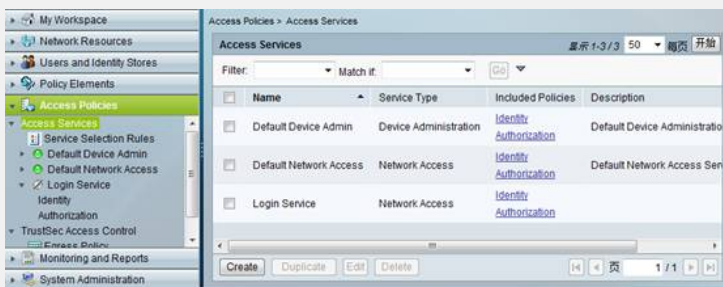 My Workspace
Network Resources
Users and Identity Stores
Policy Elements
Access Policies
Access Services
Service Selection Rules
Default Device Admin
Default Network Access
Login Service
Identity
Authorization
TrustSec Access Control
Egress Policy
Monitoring and Reports
System Administration
Access Policies > Access Services
Access Services 显示 1-3 / 3 50 每页 开始
Filter: Match if: Go
Name Service Type Included Policies Description
Default Device Admin Device Administration Identity Authorization Default Device Administratio
Default Network Access Network Access Identity Authorization Default Network Access Ser
Login Service Network Access Identity Authorization
Create Duplicate Edit Delete 页 1 / 1